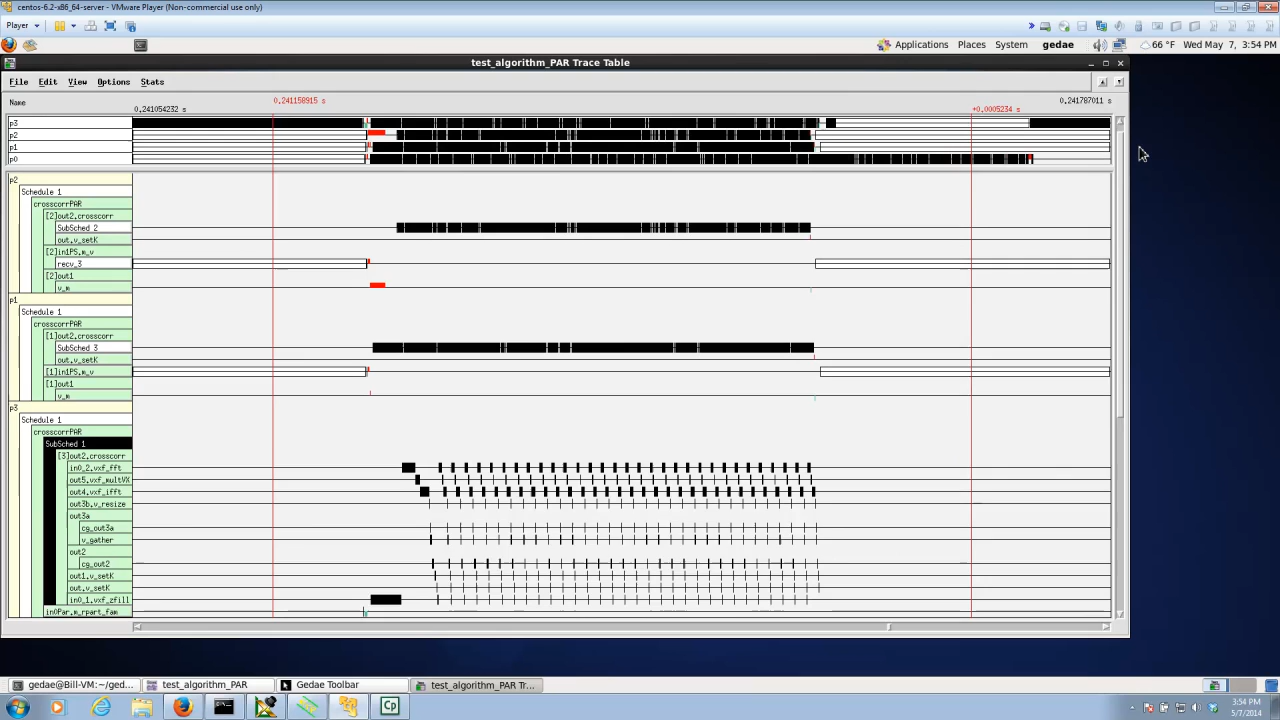 centos-6.2-x86_64-server - VMware Player (Non-commercial use only)
Player
Applications Places System gedae 66 °F Wed May 7, 3:54 PM
test_algorithm_PAR Trace Table
File Edit View Options Stats
Name
0.241054232 s
0.241158915 s
+0.0005234 s
0.241787011 s
p3
p2
p1
p0
p2
Schedule 1
crosscorrPAR
[2]out2.crosscorr
SubSched 2
out.v_setK
[2]in1PS.m_v
recv_3
[2]out1
v_m
p1
Schedule 1
crosscorrPAR
[1]out2.crosscorr
SubSched 3
out.v_setK
[1]in1PS.m_v
[1]out1
v_m
p3
Schedule 1
crosscorrPAR
SubSched 1
[3]out2.crosscorr
in0_2.vxf_fft
out5.vxf_multVX
out4.vxf_ifft
out3b.v_resize
out3a
cg_out3a
v_gather
out2
cg_out2
out1.v_setK
out.v_setK
in0_1.vxf_zfill
in0Par.m_rpart_fam
gedae@Bill-VM:~/ged... test_algorithm_PAR Gedae Toolbar test_algorithm_PAR Tr...
Cp
3:54 PM
5/7/2014